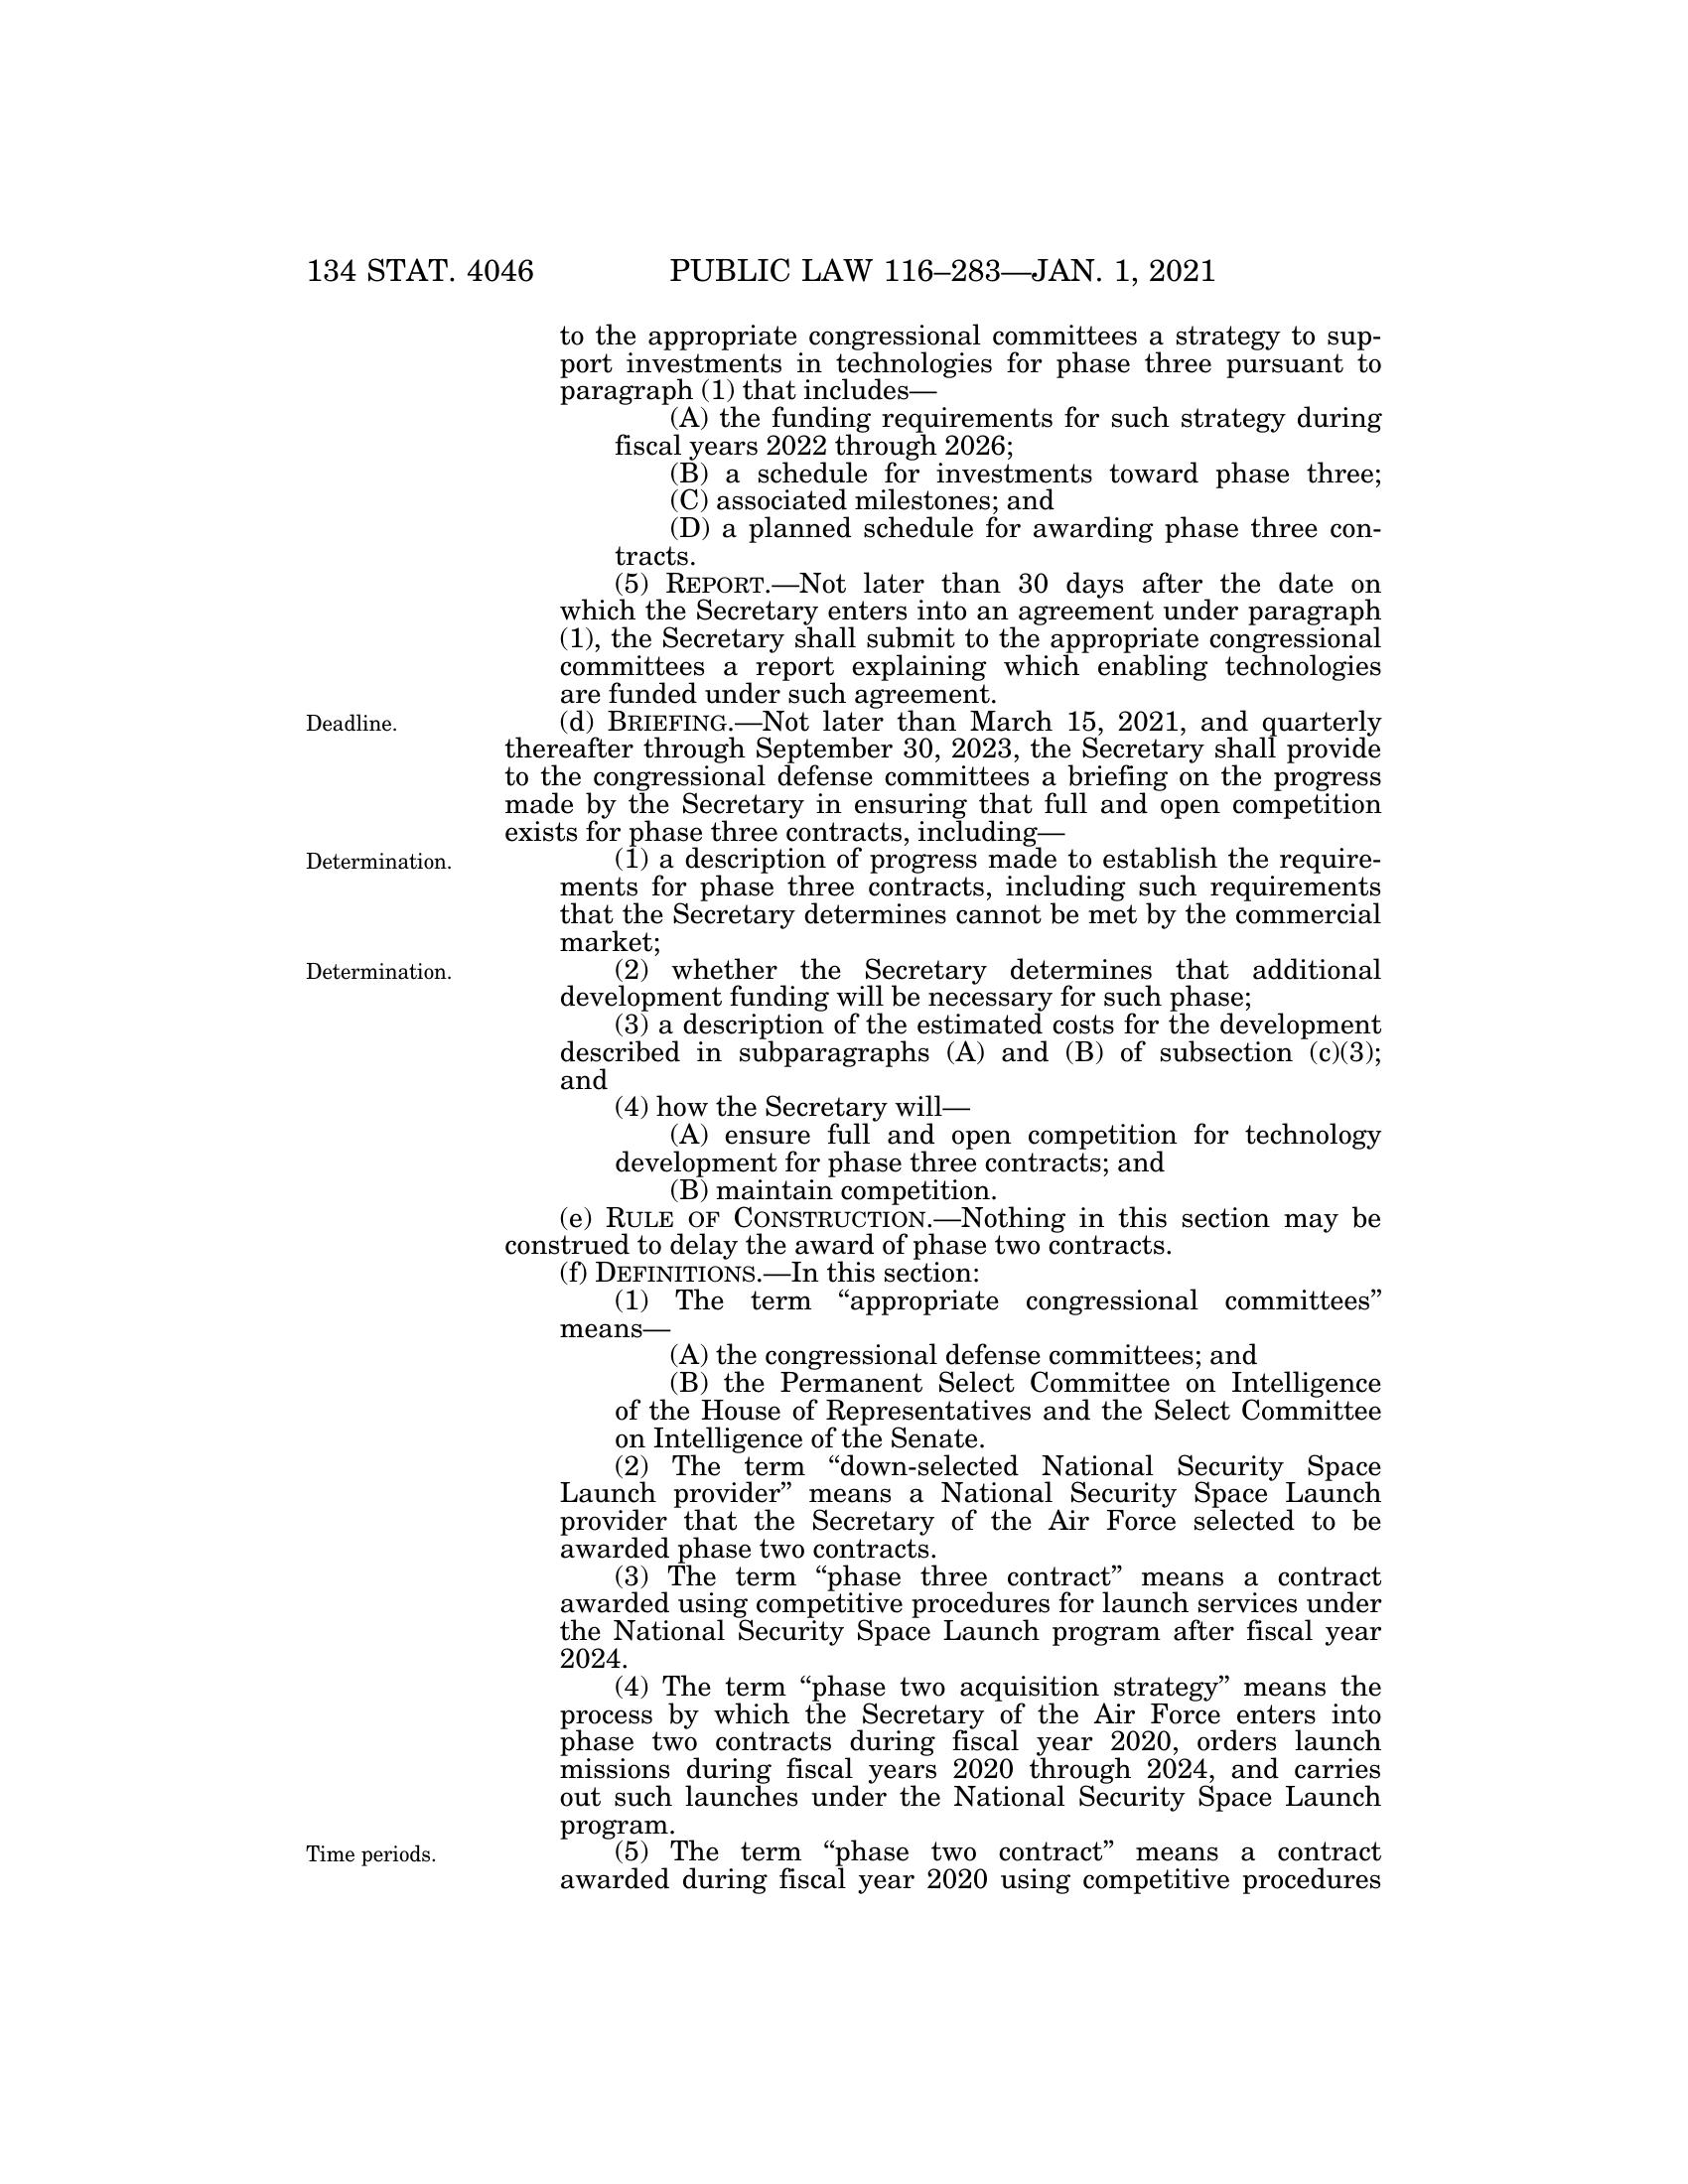 134 STAT. 4046 PUBLIC LAW 116–283—JAN. 1, 2021
to the appropriate congressional committees a strategy to sup-
port investments in technologies for phase three pursuant to
paragraph (1) that includes—
(A) the funding requirements for such strategy during
fiscal years 2022 through 2026;
(B) a schedule for investments toward phase three;
(C) associated milestones; and
(D) a planned schedule for awarding phase three con-
tracts.
(5) REPORT.—Not later than 30 days after the date on
which the Secretary enters into an agreement under paragraph
(1), the Secretary shall submit to the appropriate congressional
committees a report explaining which enabling technologies
are funded under such agreement.
Deadline. (d) BRIEFING.—Not later than March 15, 2021, and quarterly
thereafter through September 30, 2023, the Secretary shall provide
to the congressional defense committees a briefing on the progress
made by the Secretary in ensuring that full and open competition
exists for phase three contracts, including—
Determination. (1) a description of progress made to establish the require-
ments for phase three contracts, including such requirements
that the Secretary determines cannot be met by the commercial
market;
Determination. (2) whether the Secretary determines that additional
development funding will be necessary for such phase;
(3) a description of the estimated costs for the development
described in subparagraphs (A) and (B) of subsection (c)(3);
and
(4) how the Secretary will—
(A) ensure full and open competition for technology
development for phase three contracts; and
(B) maintain competition.
(e) RULE OF CONSTRUCTION.—Nothing in this section may be
construed to delay the award of phase two contracts.
(f) DEFINITIONS.—In this section:
(1) The term “appropriate congressional committees”
means—
(A) the congressional defense committees; and
(B) the Permanent Select Committee on Intelligence
of the House of Representatives and the Select Committee
on Intelligence of the Senate.
(2) The term “down-selected National Security Space
Launch provider” means a National Security Space Launch
provider that the Secretary of the Air Force selected to be
awarded phase two contracts.
(3) The term “phase three contract” means a contract
awarded using competitive procedures for launch services under
the National Security Space Launch program after fiscal year
2024.
(4) The term “phase two acquisition strategy” means the
process by which the Secretary of the Air Force enters into
phase two contracts during fiscal year 2020, orders launch
missions during fiscal years 2020 through 2024, and carries
out such launches under the National Security Space Launch
program.
Time periods. (5) The term “phase two contract” means a contract
awarded during fiscal year 2020 using competitive procedures